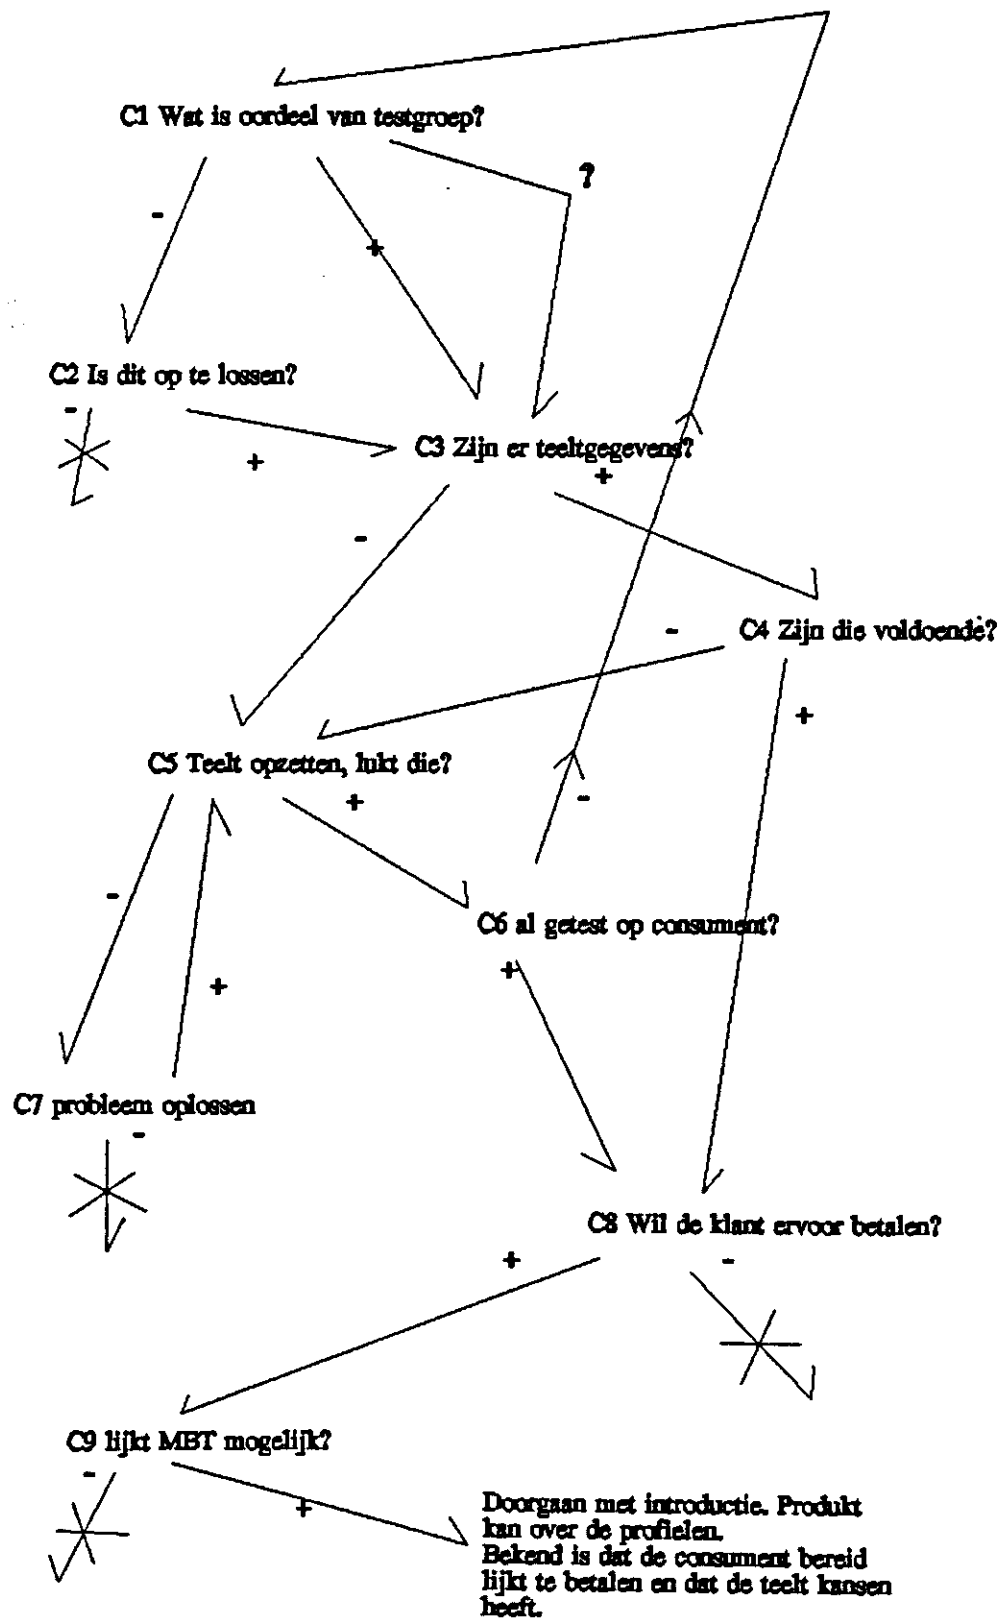 C1 Wat is oordeel van testgroep?
?
-
+
C2 Is dit op te lossen?
-
+
C3 Zijn er teeltgegevens?
+
-
C4 Zijn die voldoende?
-
+
C5 Teelt opzetten, lukt die?
+
-
-
+
C6 al getest op consument?
+
C7 probleem oplossen
-
C8 Wil de klant ervoor betalen?
+
-
C9 lijkt MBT mogelijk?
-
+
Doorgaan met introductie. Produkt
kan over de profielen.
Bekend is dat de consument bereid
lijkt te betalen en dat de teelt kansen
heeft.